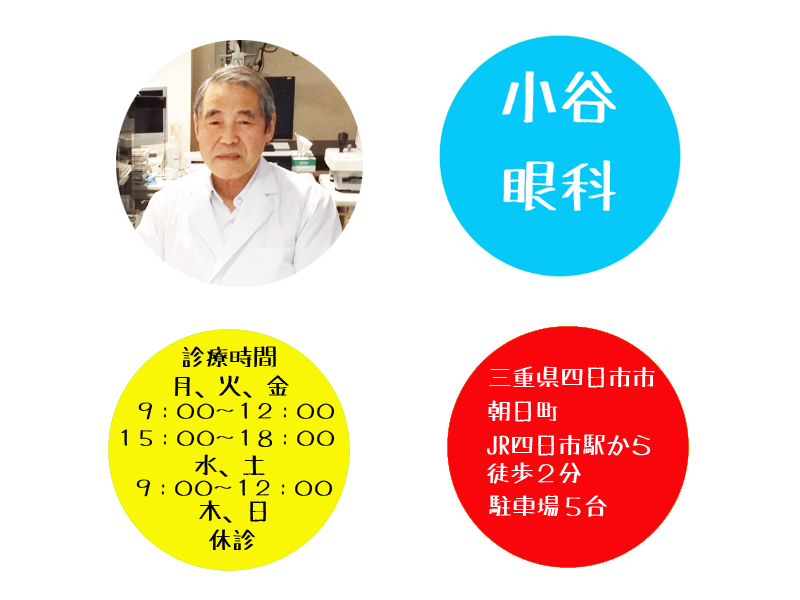 小谷
眼科
診療時間
月、火、金
9：00～12：00
15：00～18：00
水、土
9：00～12：00
木、日
休診
三重県四日市市
朝日町
JR四日市駅から
徒歩2分
駐車場5台